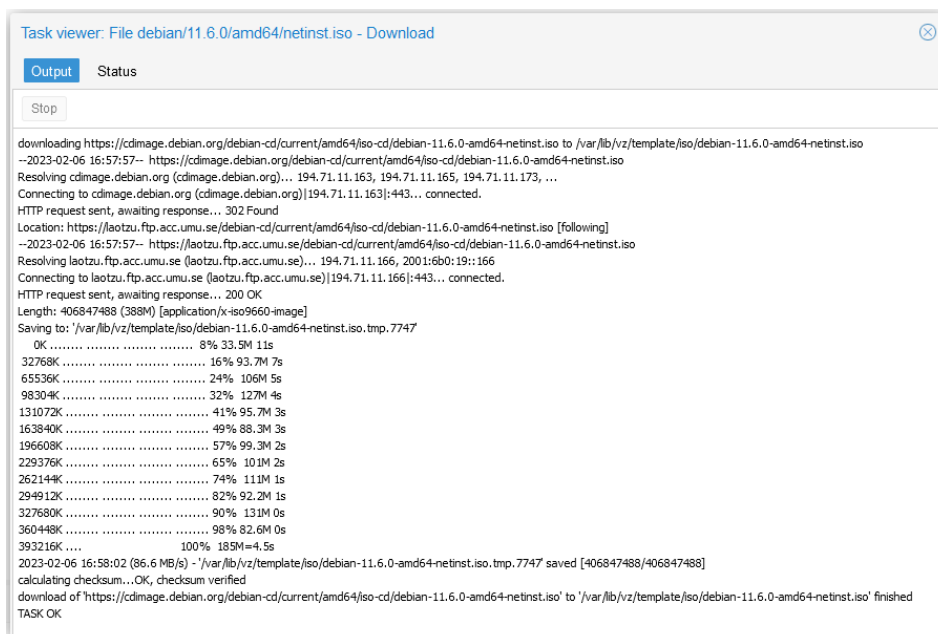 Task viewer: File debian/11.6.0/amd64/netinst.iso - Download
Output Status
Stop
downloading https://cdimage.debian.org/debian-cd/current/amd64/iso-cd/debian-11.6.0-amd64-netinst.iso to /var/lib/vz/template/iso/debian-11.6.0-amd64-netinst.iso
--2023-02-06 16:57:57-- https://cdimage.debian.org/debian-cd/current/amd64/iso-cd/debian-11.6.0-amd64-netinst.iso
Resolving cdimage.debian.org (cdimage.debian.org)... 194.71.11.163, 194.71.11.165, 194.71.11.173, ...
Connecting to cdimage.debian.org (cdimage.debian.org)|194.71.11.163|:443... connected.
HTTP request sent, awaiting response... 302 Found
Location: https://laotzu.ftp.acc.umu.se/debian-cd/current/amd64/iso-cd/debian-11.6.0-amd64-netinst.iso [following]
--2023-02-06 16:57:57-- https://laotzu.ftp.acc.umu.se/debian-cd/current/amd64/iso-cd/debian-11.6.0-amd64-netinst.iso
Resolving laotzu.ftp.acc.umu.se (laotzu.ftp.acc.umu.se)... 194.71.11.166, 2001:6b0:19::166
Connecting to laotzu.ftp.acc.umu.se (laotzu.ftp.acc.umu.se)|194.71.11.166|:443... connected.
HTTP request sent, awaiting response... 200 OK
Length: 406847488 (388M) [application/x-iso9660-image]
Saving to: '/var/lib/vz/template/iso/debian-11.6.0-amd64-netinst.iso.tmp.7747'
0K ........ ........ ........ ........ 8% 33.5M 11s
32768K ........ ........ ........ ........ 16% 93.7M 7s
65536K ........ ........ ........ ........ 24% 106M 5s
98304K ........ ........ ........ ........ 32% 127M 4s
131072K ........ ........ ........ ........ 41% 95.7M 3s
163840K ........ ........ ........ ........ 49% 88.3M 3s
196608K ........ ........ ........ ........ 57% 99.3M 2s
229376K ........ ........ ........ ........ 65% 101M 2s
262144K ........ ........ ........ ........ 74% 111M 1s
294912K ........ ........ ........ ........ 82% 92.2M 1s
327680K ........ ........ ........ ........ 90% 131M 0s
360448K ........ ........ ........ ........ 98% 82.6M 0s
393216K .... 100% 185M=4.5s
2023-02-06 16:58:02 (86.6 MB/s) - '/var/lib/vz/template/iso/debian-11.6.0-amd64-netinst.iso.tmp.7747' saved [406847488/406847488]
calculating checksum...OK, checksum verified
download of 'https://cdimage.debian.org/debian-cd/current/amd64/iso-cd/debian-11.6.0-amd64-netinst.iso' to '/var/lib/vz/template/iso/debian-11.6.0-amd64-netinst.iso' finished
TASK OK